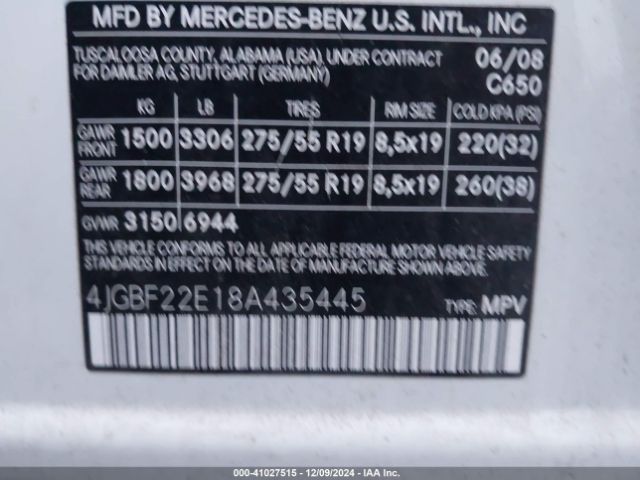 MFD BY MERCEDES-BENZ U.S. INTL., INC
TUSCALOOSA COUNTY, ALABAMA (USA), UNDER CONTRACT 06/08
FOR DAIMLER AG, STUTTGART (GERMANY) C650
KG LB TIRES RIM SIZE COLD KPA (PSI)
GAWR FRONT 1500 3306 275/55 R19 8,5x19 220(32)
GAWR REAR 1800 3968 275/55 R19 8,5x19 260(38)
GVWR 3150 6944
THIS VEHICLE CONFORMS TO ALL APPLICABLE FEDERAL MOTOR VEHICLE SAFETY
STANDARDS IN EFFECT ON THE DATE OF MANUFACTURE SHOWN ABOVE.
4JGBF22E18A435445 TYPE: MPV
000-41027515 - 12/09/2024 - IAAI.com